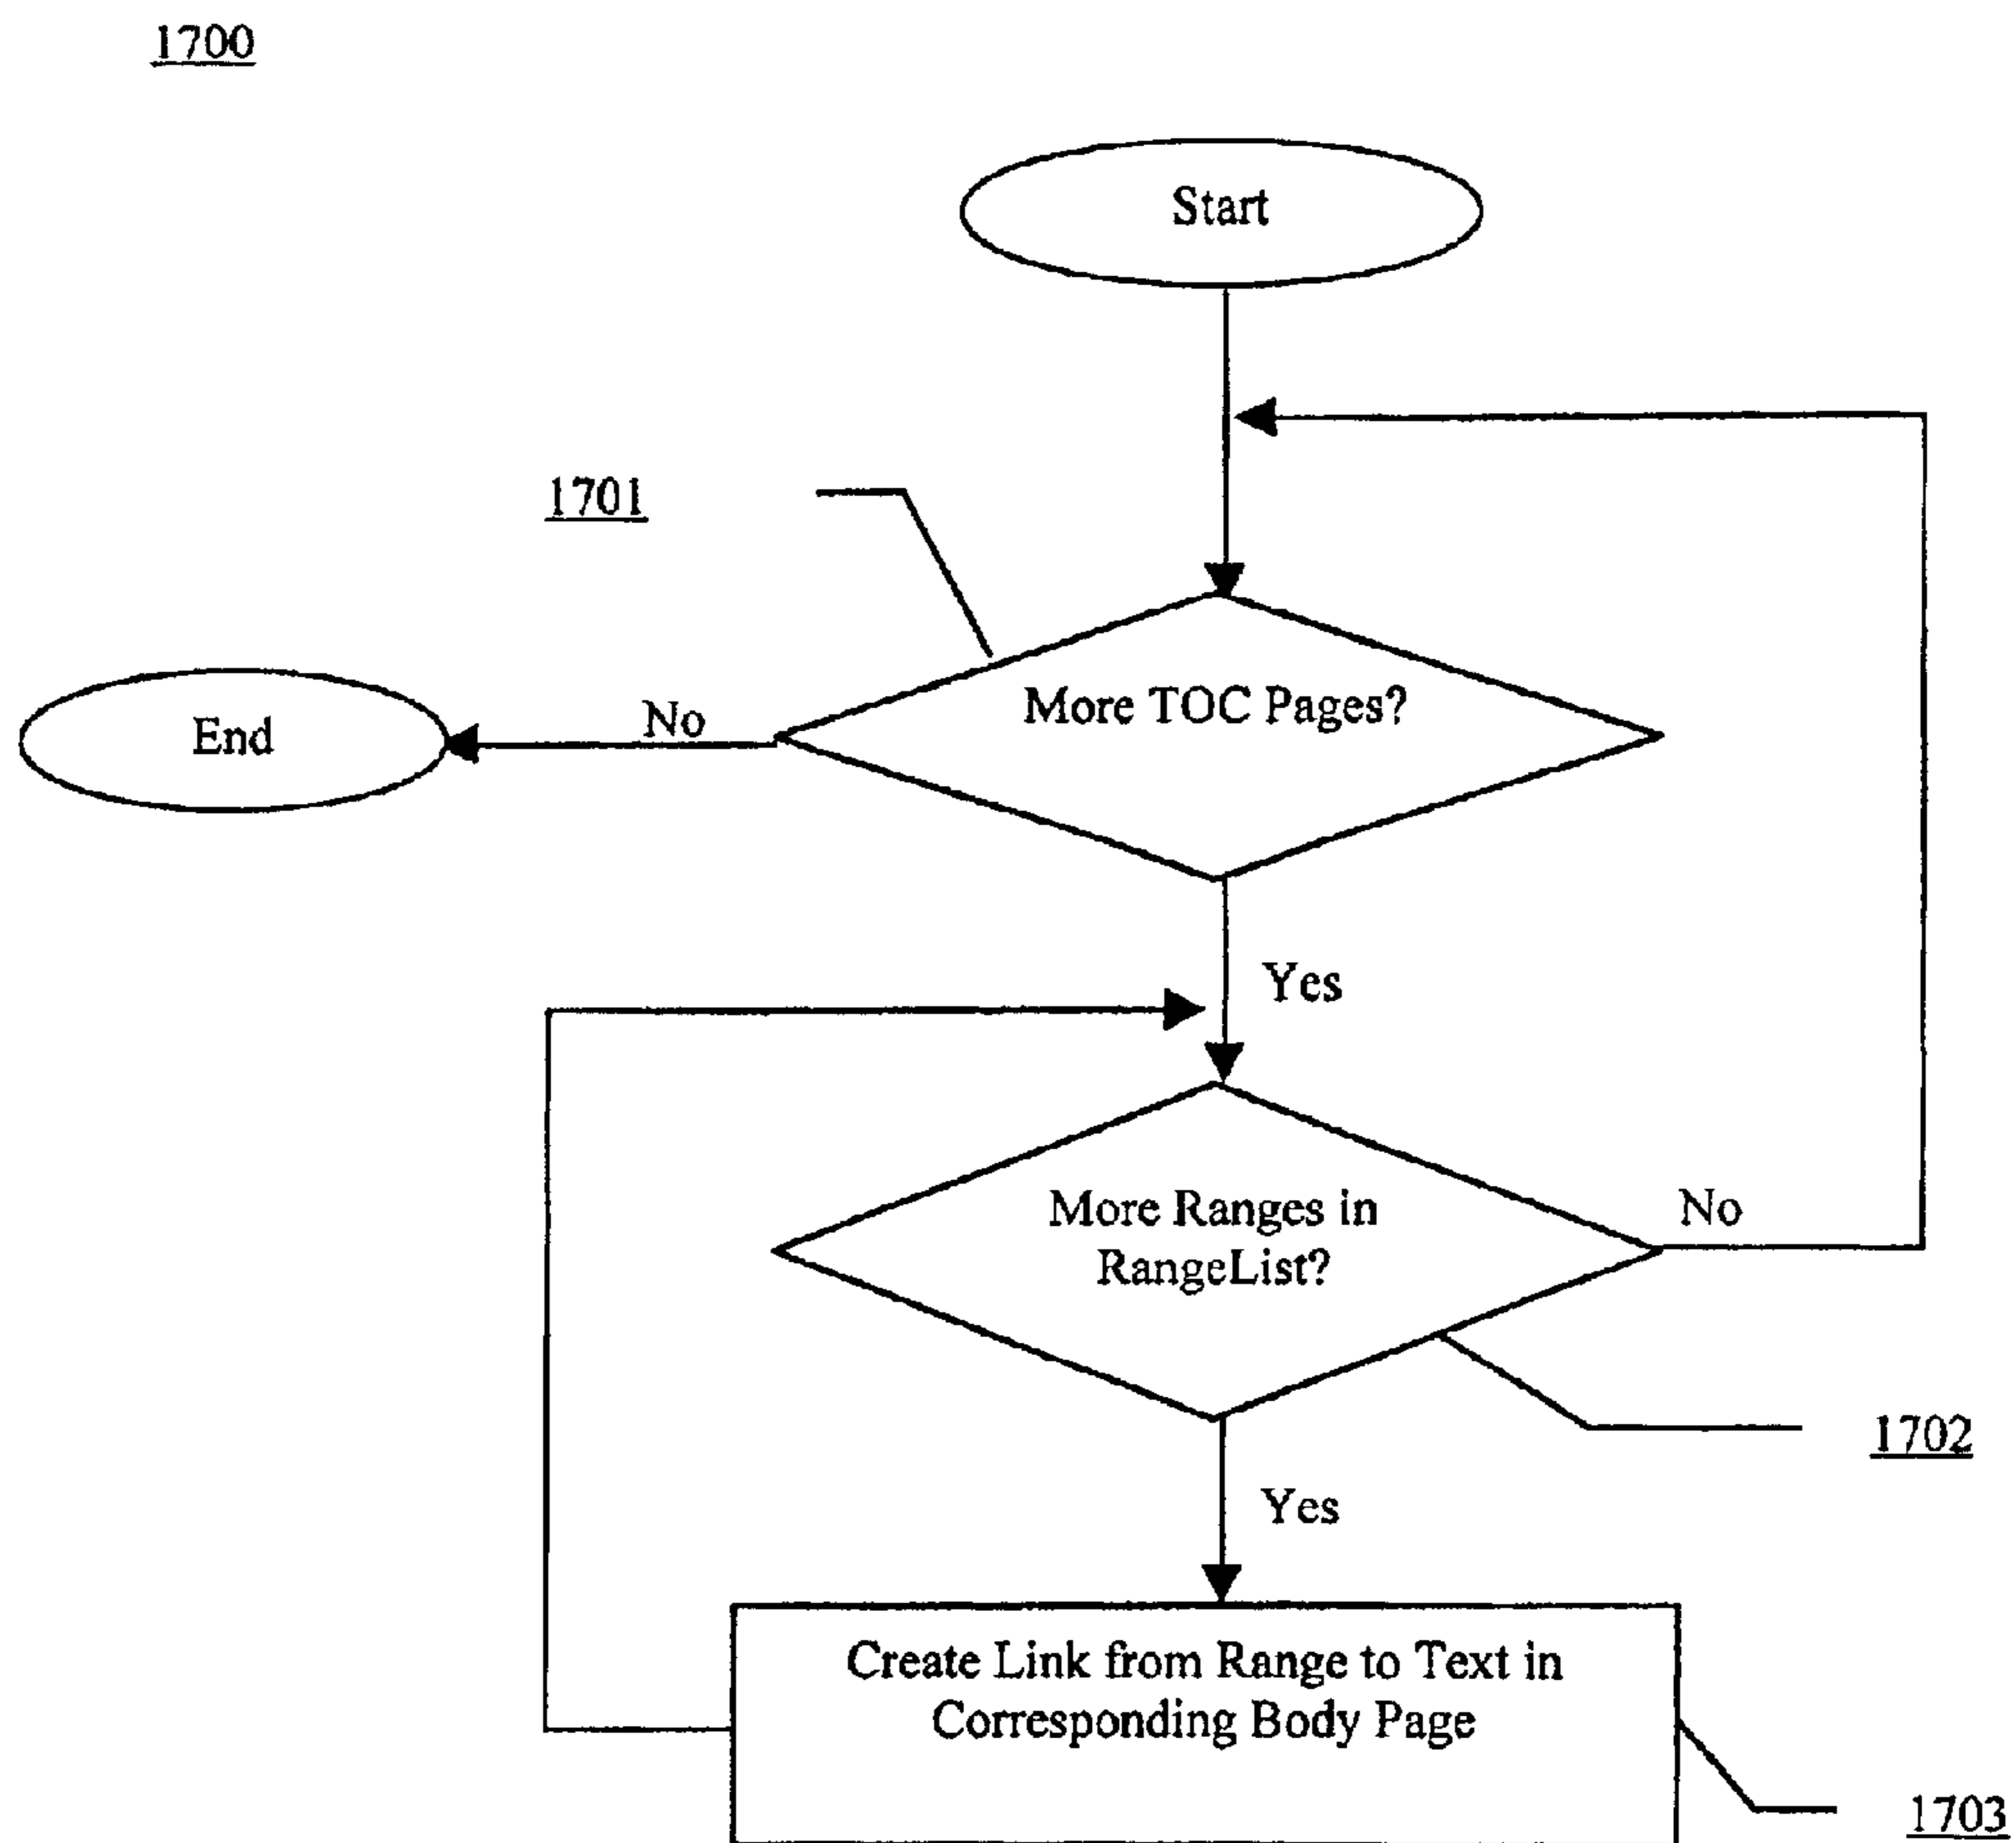 1700
Start
1701
More TOC Pages?
No
End
Yes
More Ranges in
RangeList?
No
1702
Yes
Create Link from Range to Text in
Corresponding Body Page
1703